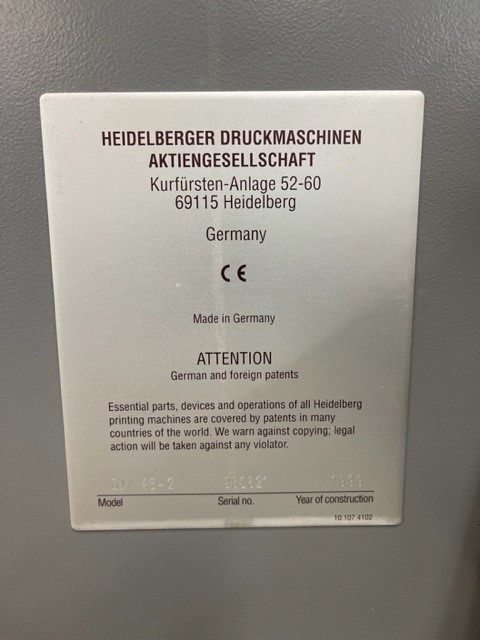 HEIDELBERGER DRUCKMASCHINEN
AKTIENGESELLSCHAFT
Kurfürsten-Anlage 52-60
69115 Heidelberg
Germany
CE
Made in Germany
ATTENTION
German and foreign patents
Essential parts, devices and operations of all Heidelberg
printing machines are covered by patents in many
countries of the world. We warn against copying; legal
action will be taken against any violator.
46-2 1999
Model Serial no. Year of construction
10.107.4102